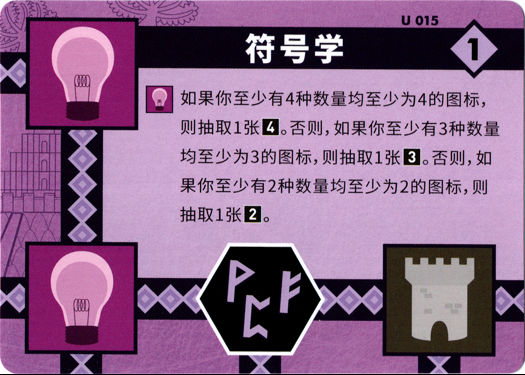 U 015
符号学
1
如果你至少有4种数量均至少为4的图标，
则抽取1张4。否则，如果你至少有3种数量
均至少为3的图标，则抽取1张3。否则，如
果你至少有2种数量均至少为2的图标，则
抽取1张2。
ᚹ ᚠ
ᛈ